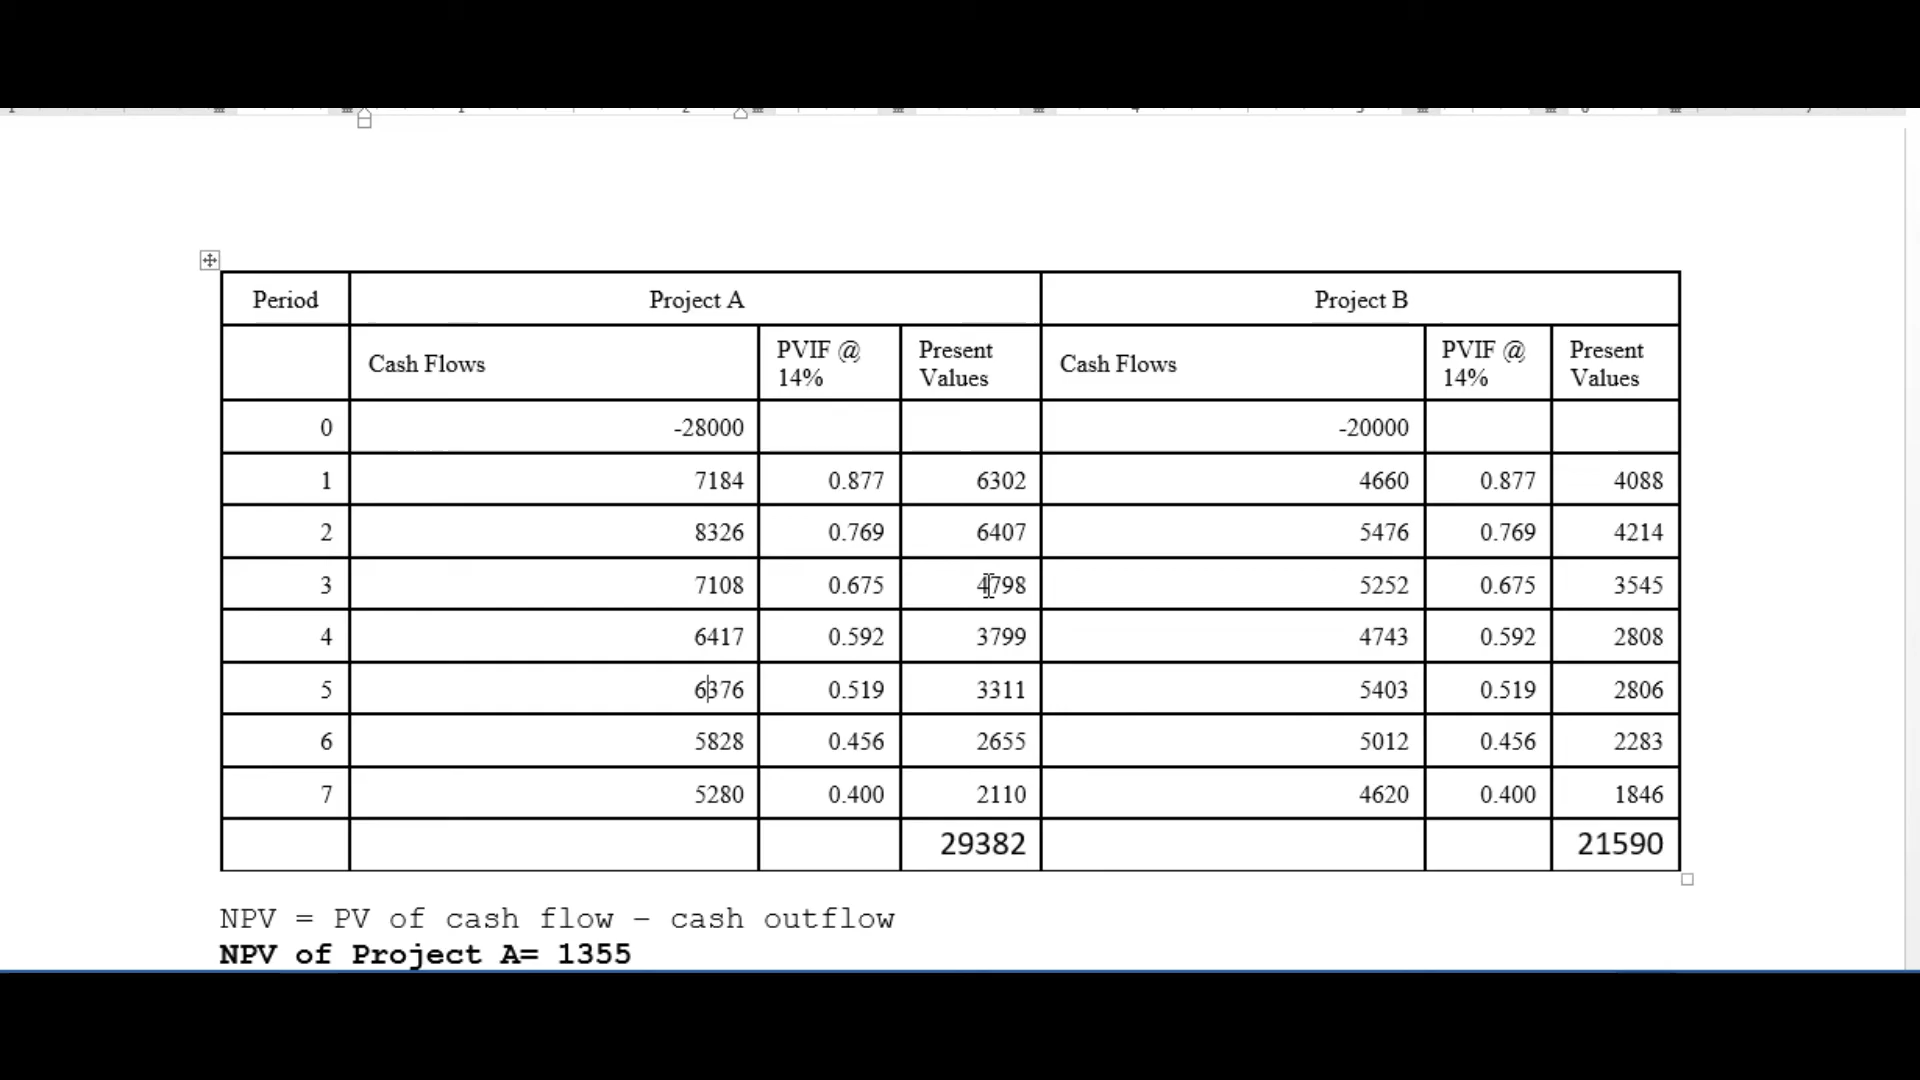 Period Project A Project B
Cash Flows PVIF @ 14% Present Values Cash Flows PVIF @ 14% Present Values
0 -28000 -20000
1 7184 0.877 6302 4660 0.877 4088
2 8326 0.769 6407 5476 0.769 4214
3 7108 0.675 4798 5252 0.675 3545
4 6417 0.592 3799 4743 0.592 2808
5 6376 0.519 3311 5403 0.519 2806
6 5828 0.456 2655 5012 0.456 2283
7 5280 0.400 2110 4620 0.400 1846
29382 21590
NPV = PV of cash flow – cash outflow
NPV of Project A= 1355